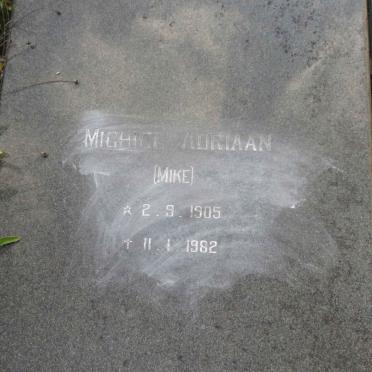 MICHIEL ADRIAAN
(MIKE)
☆ 2.9.1905
† 11.1.1982